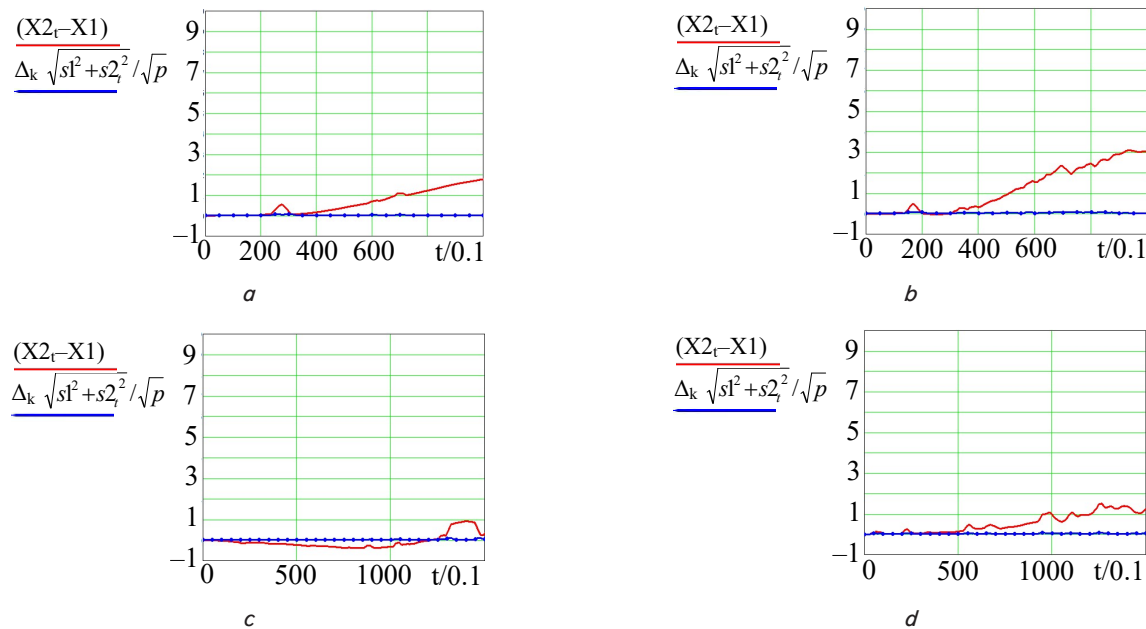 (X2ₜ–X1)
Δₖ √(s1²+s2ₜ²)/√p
9
7
5
3
1
–1
0 200 400 600 t/0.1
a
(X2ₜ–X1)
Δₖ √(s1²+s2ₜ²)/√p
9
7
5
3
1
–1
0 200 400 600 t/0.1
b
(X2ₜ–X1)
Δₖ √(s1²+s2ₜ²)/√p
9
7
5
3
1
–1
0 500 1000 t/0.1
c
(X2ₜ–X1)
Δₖ √(s1²+s2ₜ²)/√p
9
7
5
3
1
–1
0 500 1000 t/0.1
d